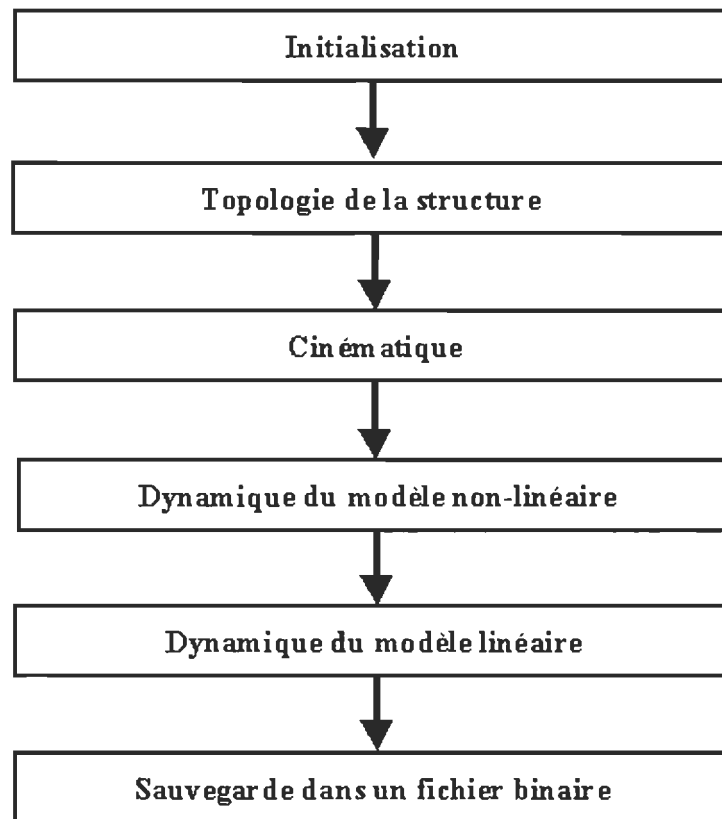 Initialisation
Topologie de la structure
Cinématique
Dynamique du modèle non-linéaire
Dynamique du modèle linéaire
Sauvegarde dans un fichier binaire